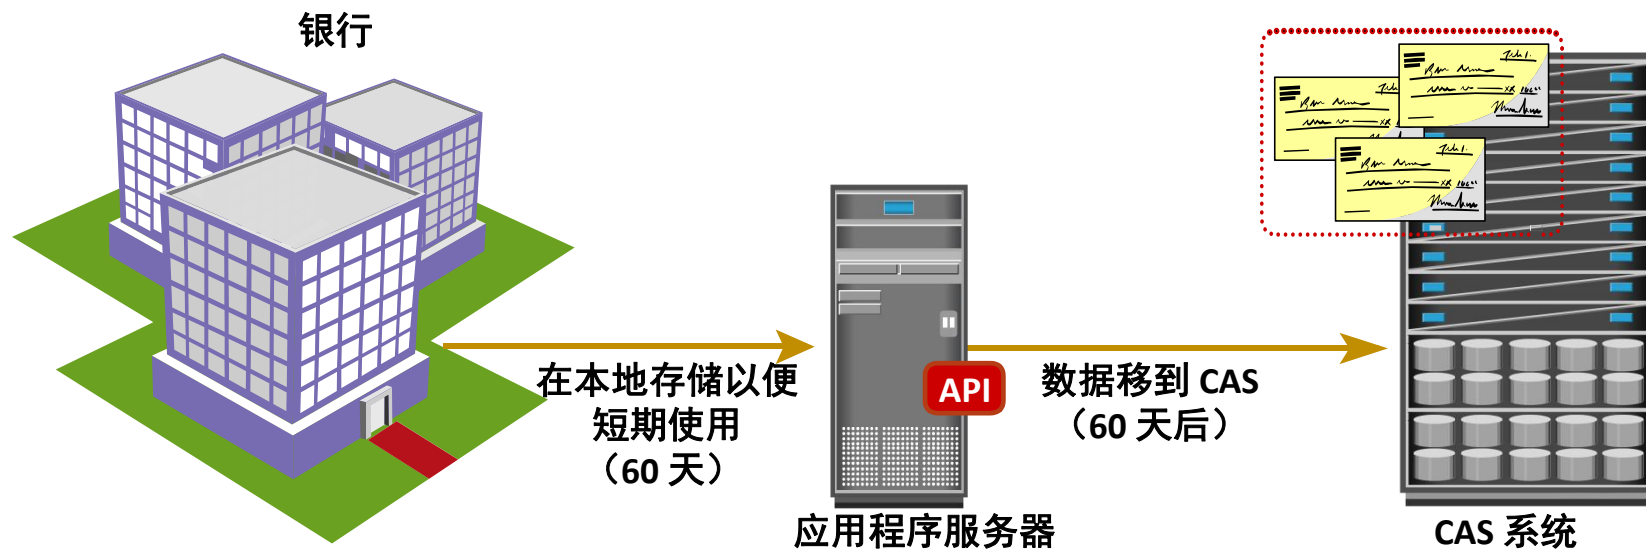 银行
在本地存储以便
短期使用
（60 天）
API
数据移到 CAS
（60 天后）
应用程序服务器
CAS 系统